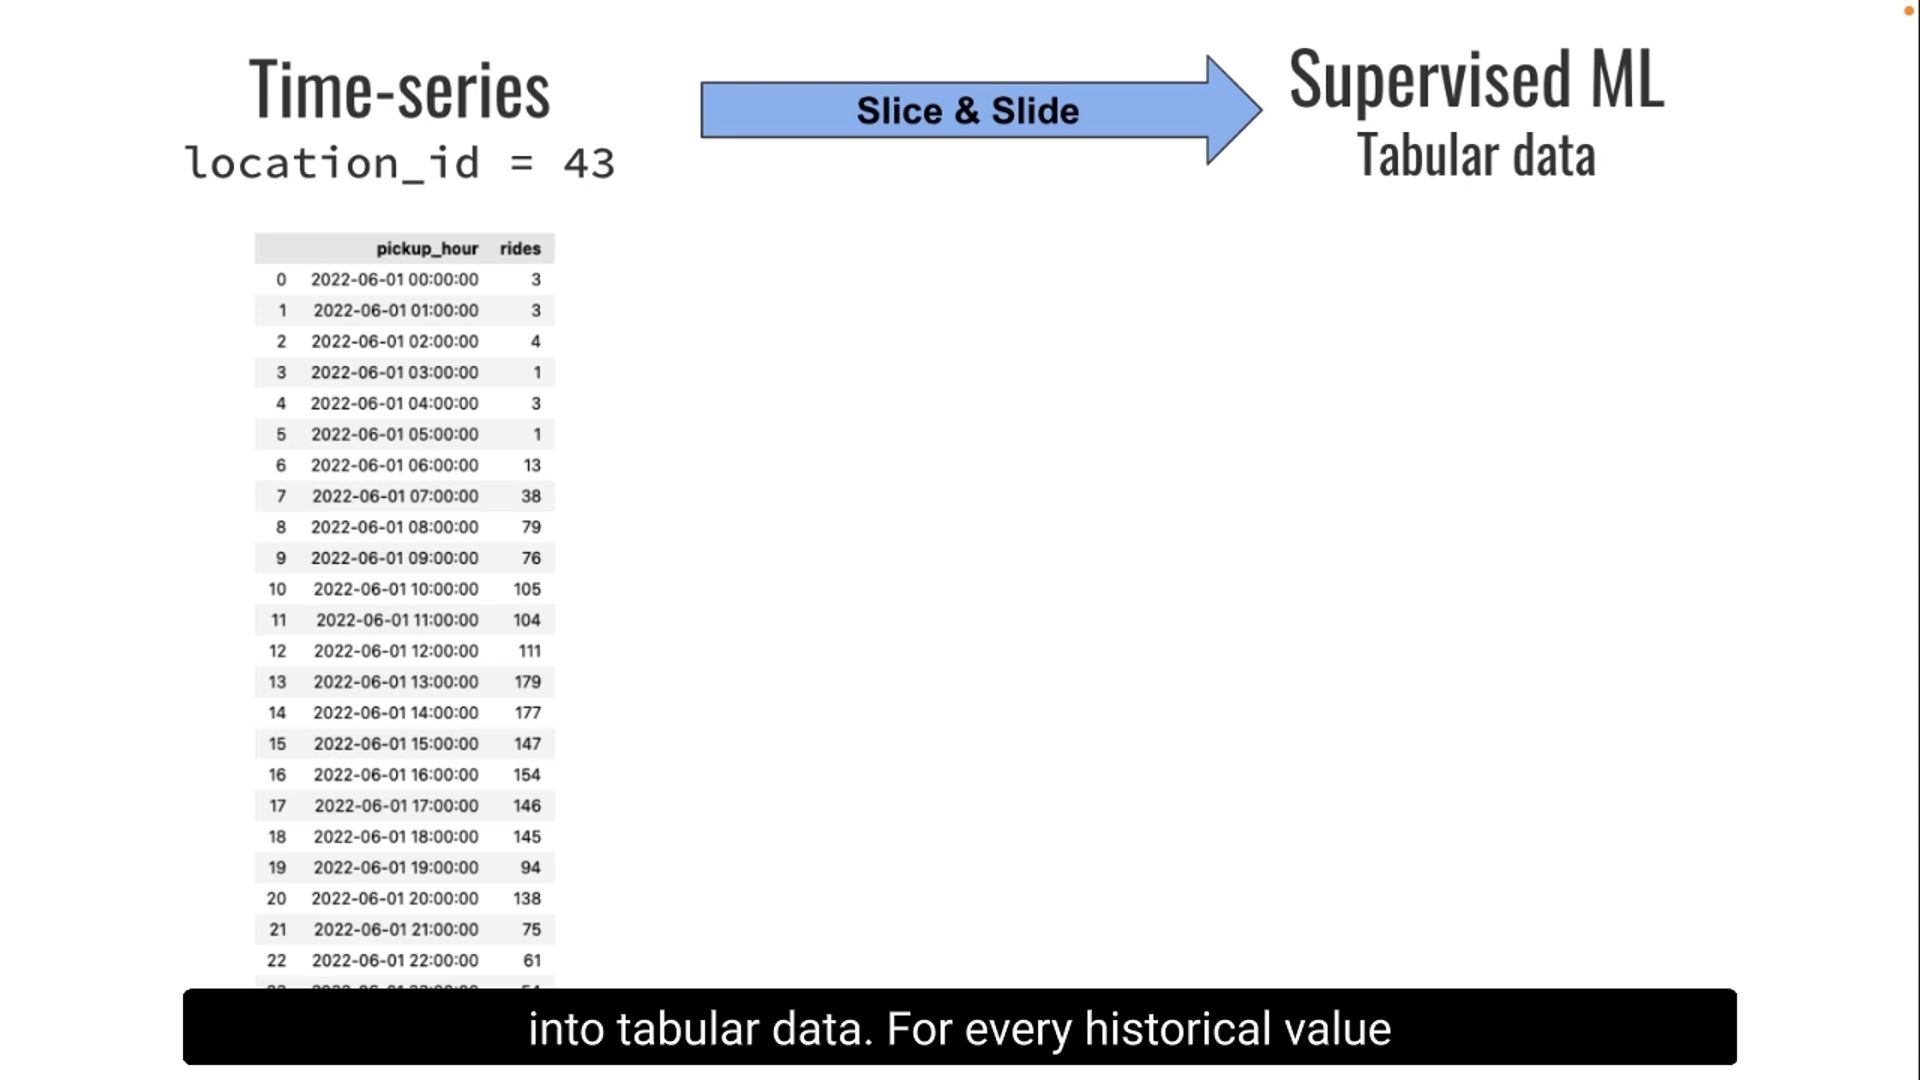 Time-series
location_id = 43
Slice & Slide
Supervised ML
Tabular data
pickup_hour rides
0 2022-06-01 00:00:00 3
1 2022-06-01 01:00:00 3
2 2022-06-01 02:00:00 4
3 2022-06-01 03:00:00 1
4 2022-06-01 04:00:00 3
5 2022-06-01 05:00:00 1
6 2022-06-01 06:00:00 13
7 2022-06-01 07:00:00 38
8 2022-06-01 08:00:00 79
9 2022-06-01 09:00:00 76
10 2022-06-01 10:00:00 105
11 2022-06-01 11:00:00 104
12 2022-06-01 12:00:00 111
13 2022-06-01 13:00:00 179
14 2022-06-01 14:00:00 177
15 2022-06-01 15:00:00 147
16 2022-06-01 16:00:00 154
17 2022-06-01 17:00:00 146
18 2022-06-01 18:00:00 145
19 2022-06-01 19:00:00 94
20 2022-06-01 20:00:00 138
21 2022-06-01 21:00:00 75
22 2022-06-01 22:00:00 61
into tabular data. For every historical value